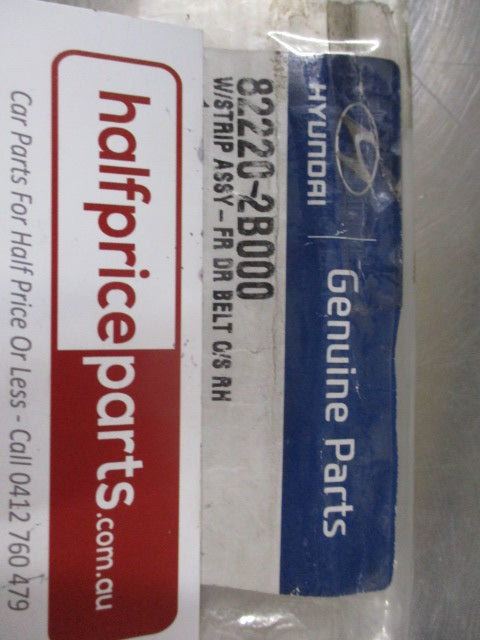 HYUNDAI | Genuine Parts
82220-2B000
W/STRIP ASSY-FR DR BELT O/S RH
halfpriceparts.com.au
Car Parts For Half Price Or Less - Call 0412 760 479